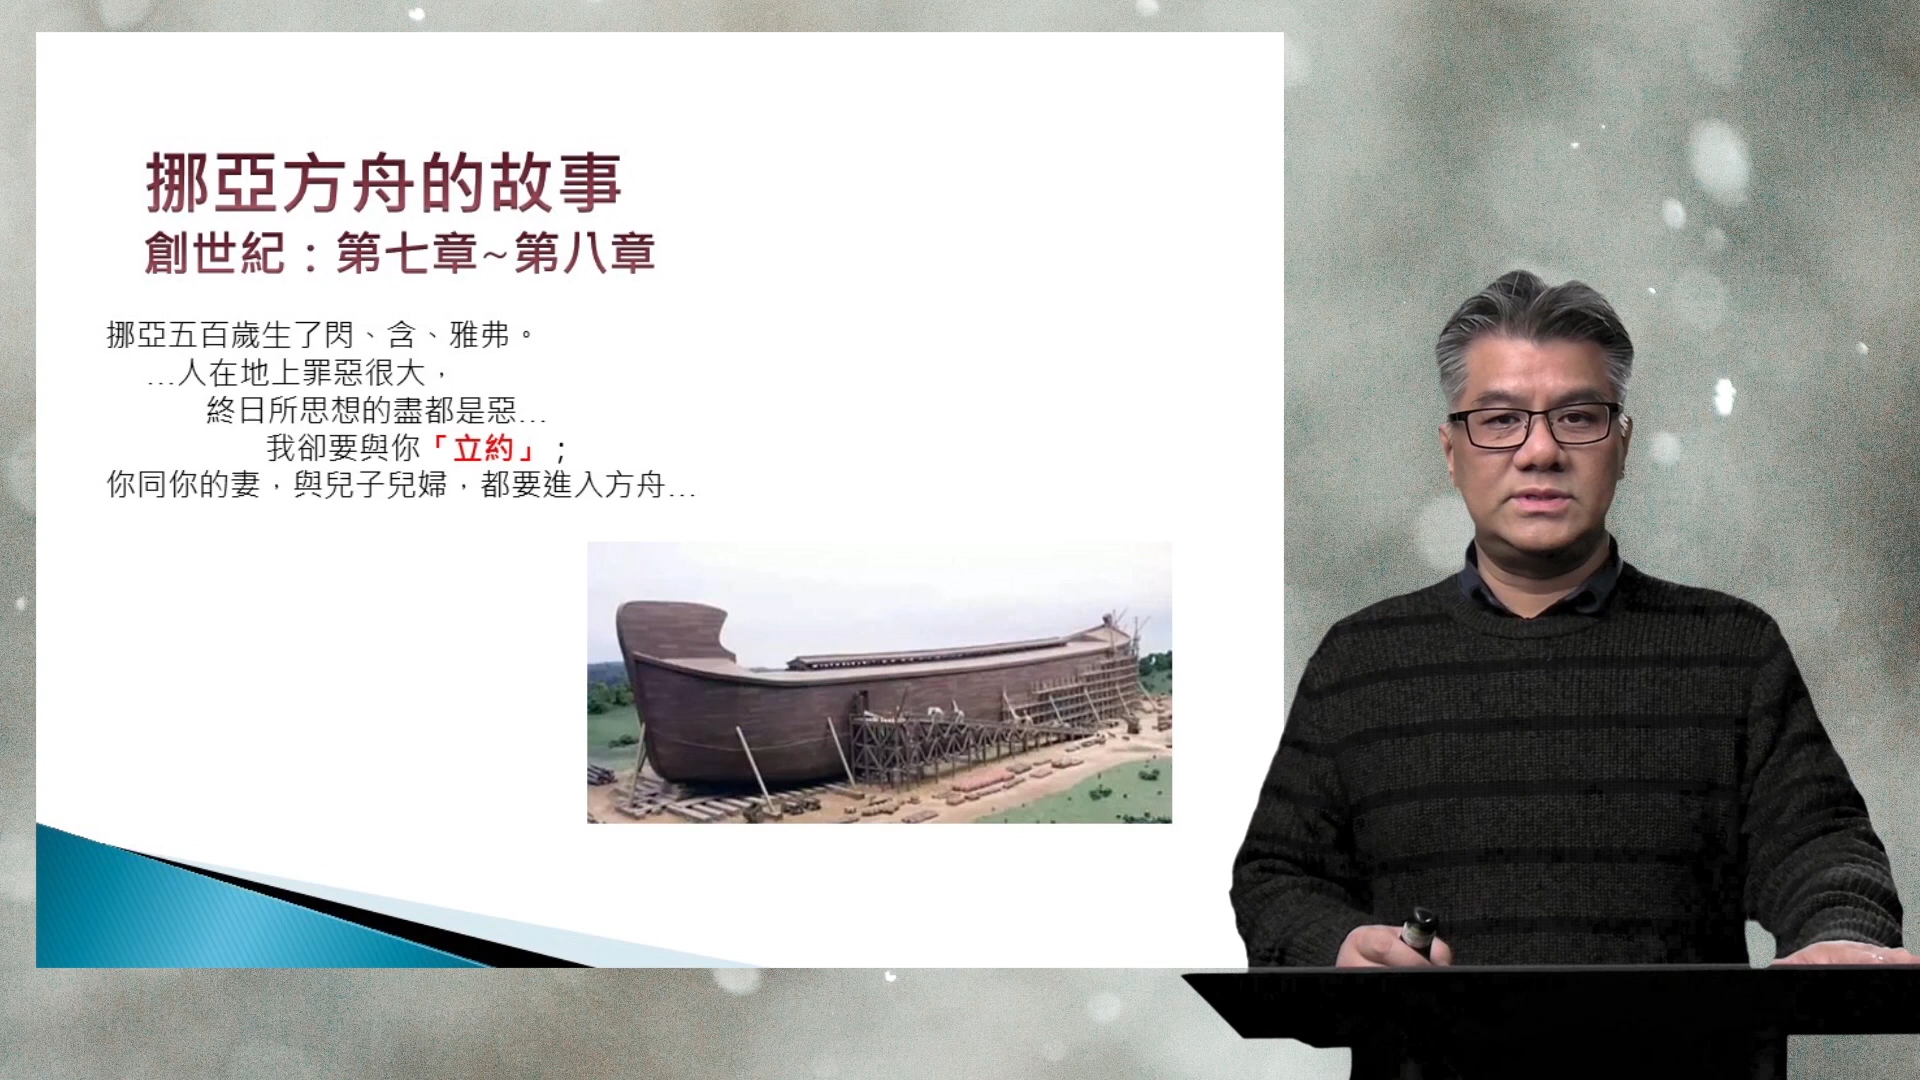 挪亞方舟的故事
創世紀：第七章~第八章
挪亞五百歲生了閃、含、雅弗。
…人在地上罪惡很大，
終日所思想的盡都是惡…
我卻要與你「立約」；
你同你的妻，與兒子兒婦，都要進入方舟…